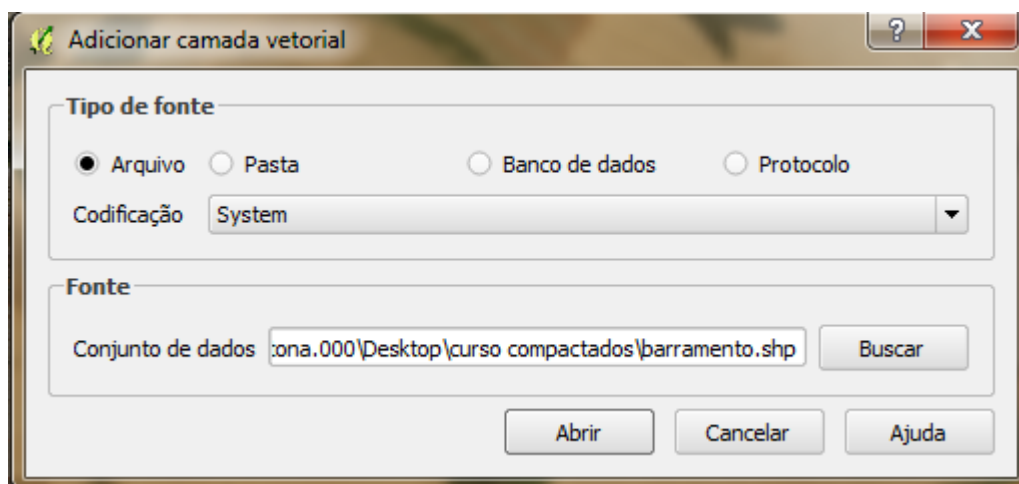 Adicionar camada vetorial
Tipo de fonte
Arquivo Pasta Banco de dados Protocolo
Codificação System
Fonte
Conjunto de dados :ona.000\Desktop\curso compactados\barramento.shp Buscar
Abrir Cancelar Ajuda